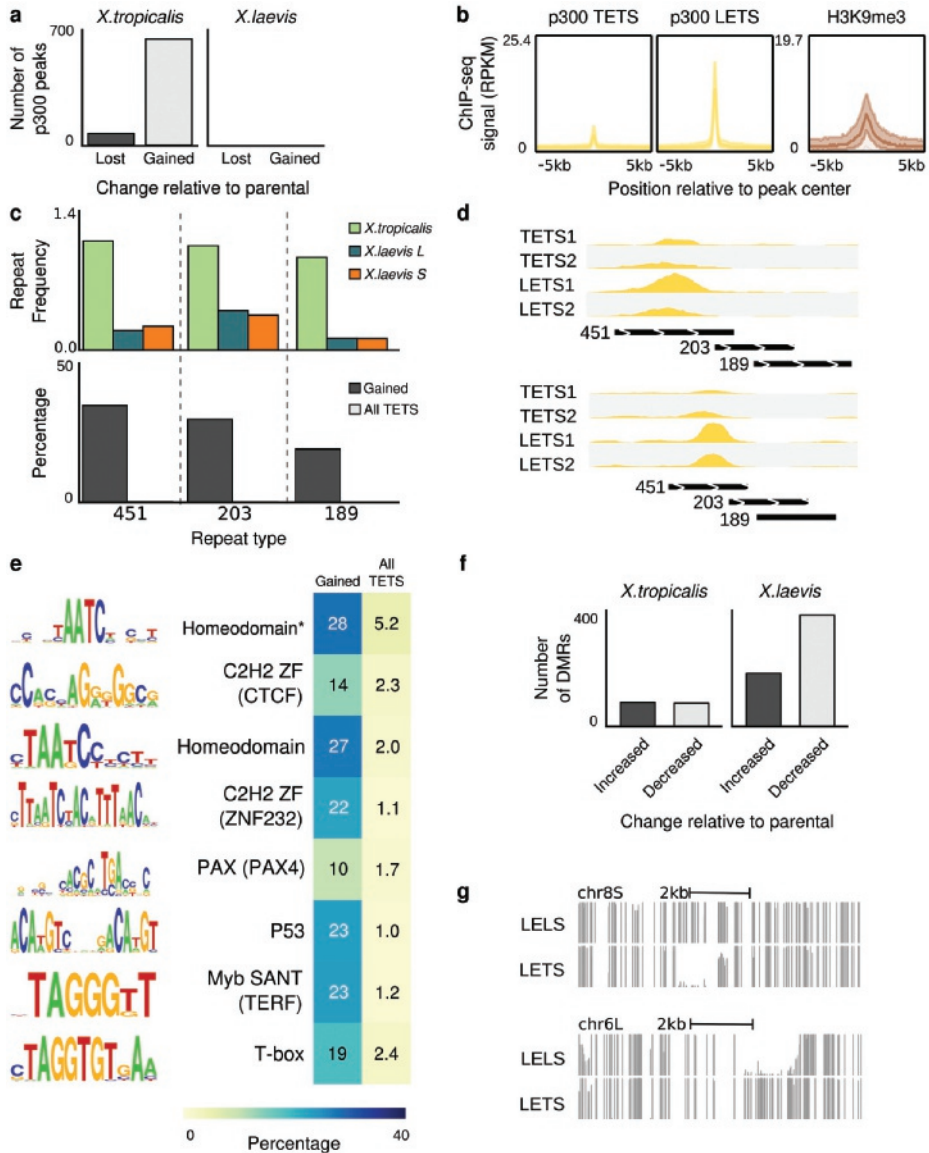 a
X.tropicalis
X.laevis
700
0
Number of
p300 peaks
Lost
Gained
Lost
Gained
Change relative to parental
b
p300 TETS
p300 LETS
H3K9me3
25.4
0
19.7
0
ChIP-seq
signal (RPKM)
-5kb
5kb
-5kb
5kb
-5kb
5kb
Position relative to peak center
c
1.4
0.0
Repeat
Frequency
X.tropicalis
X.laevis L
X.laevis S
50
0
Percentage
Gained
All TETS
451
203
189
Repeat type
d
TETS1
TETS2
LETS1
LETS2
451
203
189
TETS1
TETS2
LETS1
LETS2
451
203
189
e
Gained
All
TETS
Homeodomain*
28
5.2
C2H2 ZF
(CTCF)
14
2.3
Homeodomain
27
2.0
C2H2 ZF
(ZNF232)
22
1.1
PAX (PAX4)
10
1.7
P53
23
1.0
Myb SANT
(TERF)
23
1.2
T-box
19
2.4
0
40
Percentage
f
X.tropicalis
X.laevis
400
0
Number
of DMRs
Increased
Decreased
Increased
Decreased
Change relative to parental
g
chr8S
2kb
LELS
LETS
chr6L
2kb
LELS
LETS